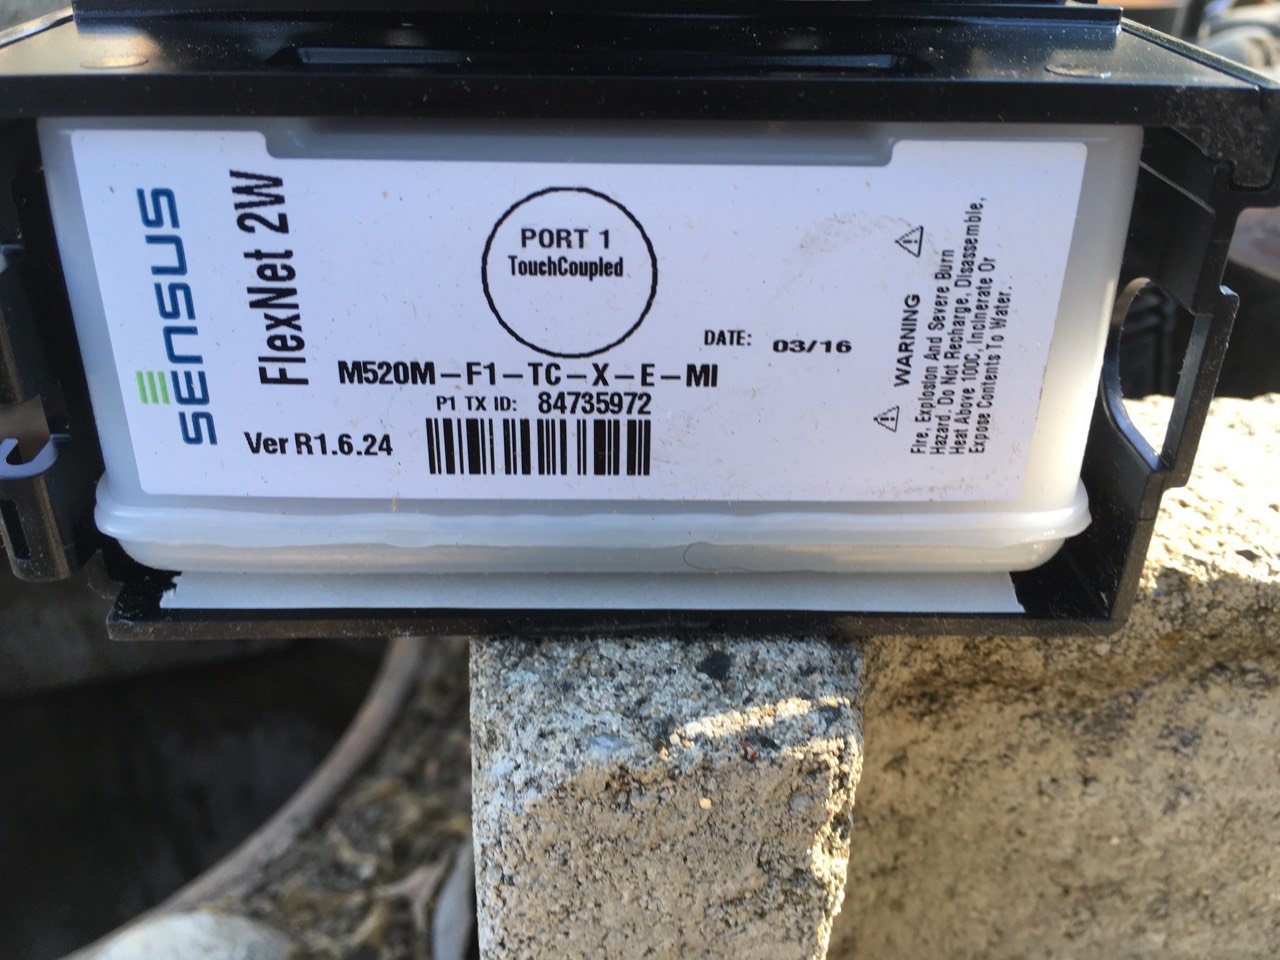 SENSUS
FlexNet 2W
PORT 1
TouchCoupled
DATE: 03/16
M520M-F1-TC-X-E-MI
P1 TX ID: 84735972
Ver R1.6.24
WARNING
Fire, Explosion And Severe Burn
Hazard. Do Not Recharge, Disassemble,
Heat Above 100C, Incinerate Or
Expose Contents To Water.